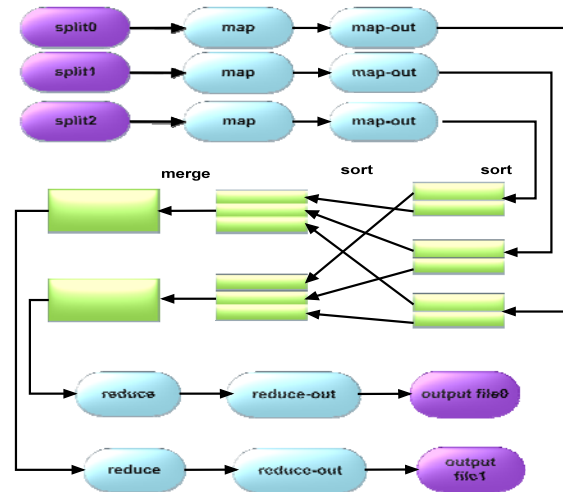 split0 map map-out
split1 map map-out
split2 map map-out
merge sort sort
reduce reduce-out output file0
reduce reduce-out output
file1